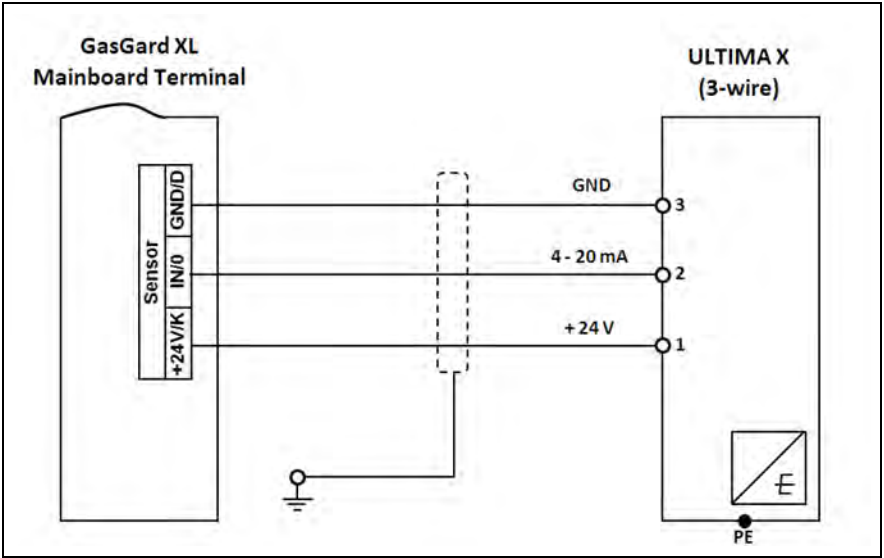 GasGard XL
Mainboard Terminal
ULTIMA X
(3-wire)
Sensor
GND/D
IN/0
+24V/K
GND
3
4 - 20 mA
2
+ 24 V
1
E
PE